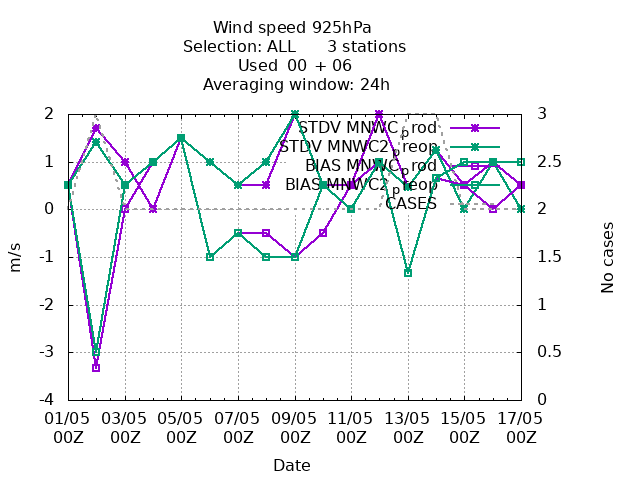 Wind speed 925hPa
Selection: ALL 3 stations
Used 00 + 06
Averaging window: 24h
2
1
0
-1
-2
-3
-4
m/s
3
2.5
2
1.5
1
0.5
0
No cases
STDV MNWC_prod
STDV MNWC2_preop
BIAS MNWC_prod
BIAS MNWC2_preop
CASES
01/05 03/05 05/05 07/05 09/05 11/05 13/05 15/05 17/05
00Z 00Z 00Z 00Z 00Z 00Z 00Z 00Z 00Z
Date